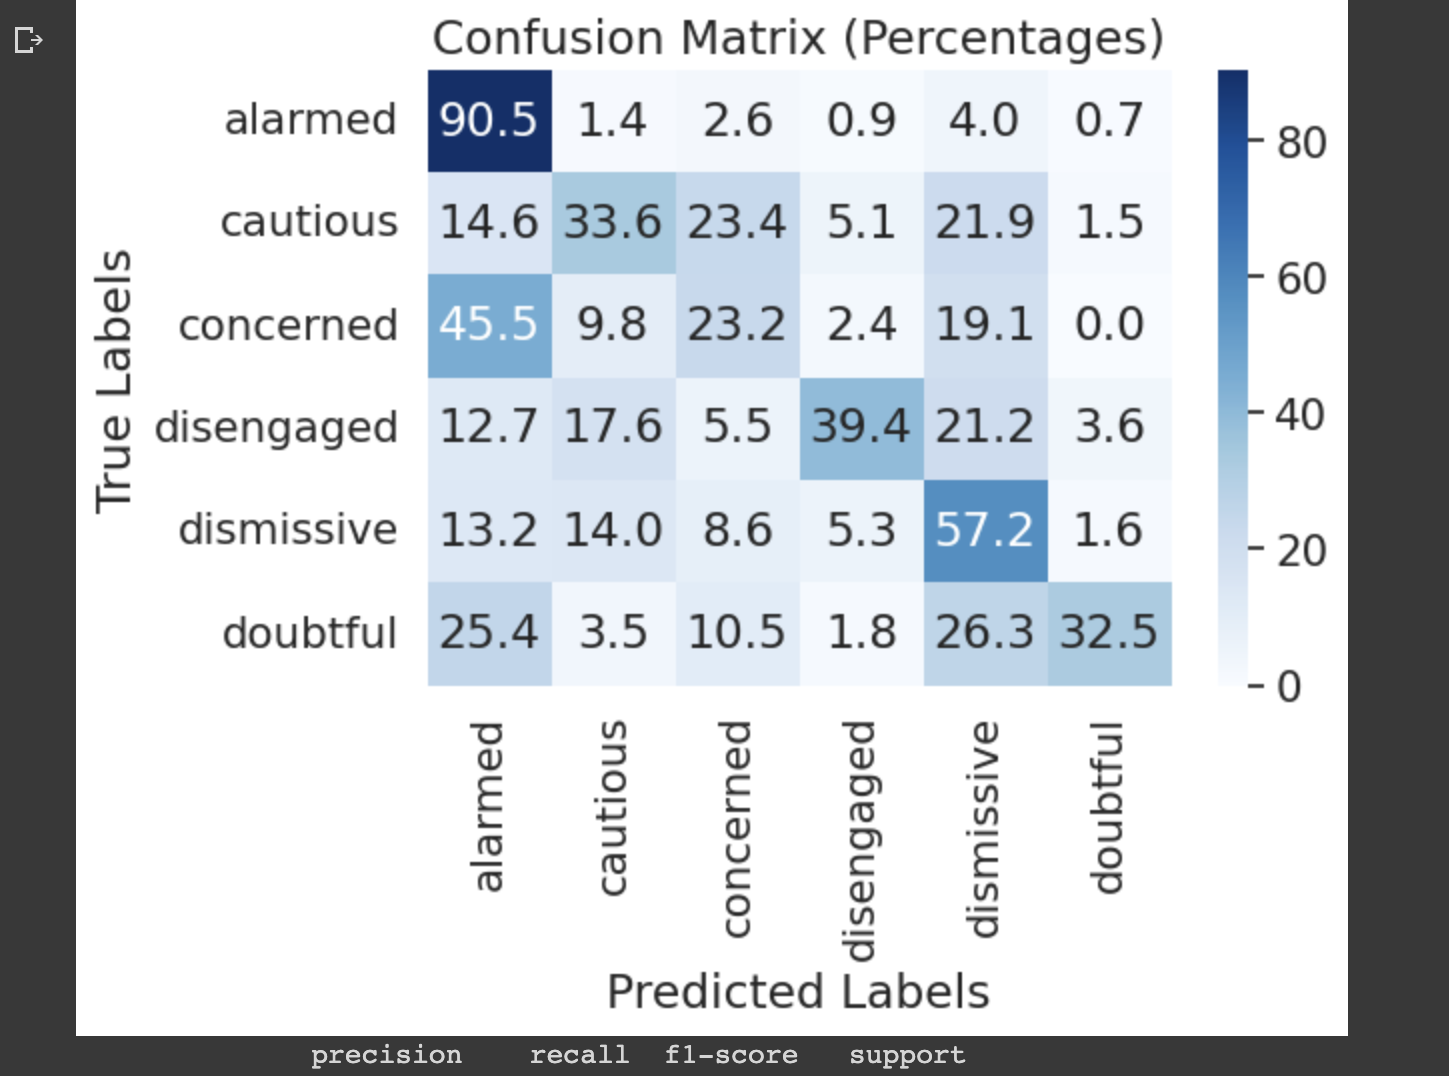 Confusion Matrix (Percentages)
True Labels
alarmed 90.5 1.4 2.6 0.9 4.0 0.7
cautious 14.6 33.6 23.4 5.1 21.9 1.5
concerned 45.5 9.8 23.2 2.4 19.1 0.0
disengaged 12.7 17.6 5.5 39.4 21.2 3.6
dismissive 13.2 14.0 8.6 5.3 57.2 1.6
doubtful 25.4 3.5 10.5 1.8 26.3 32.5
alarmed cautious concerned disengaged dismissive doubtful
Predicted Labels
80
60
40
20
0
precision recall f1-score support